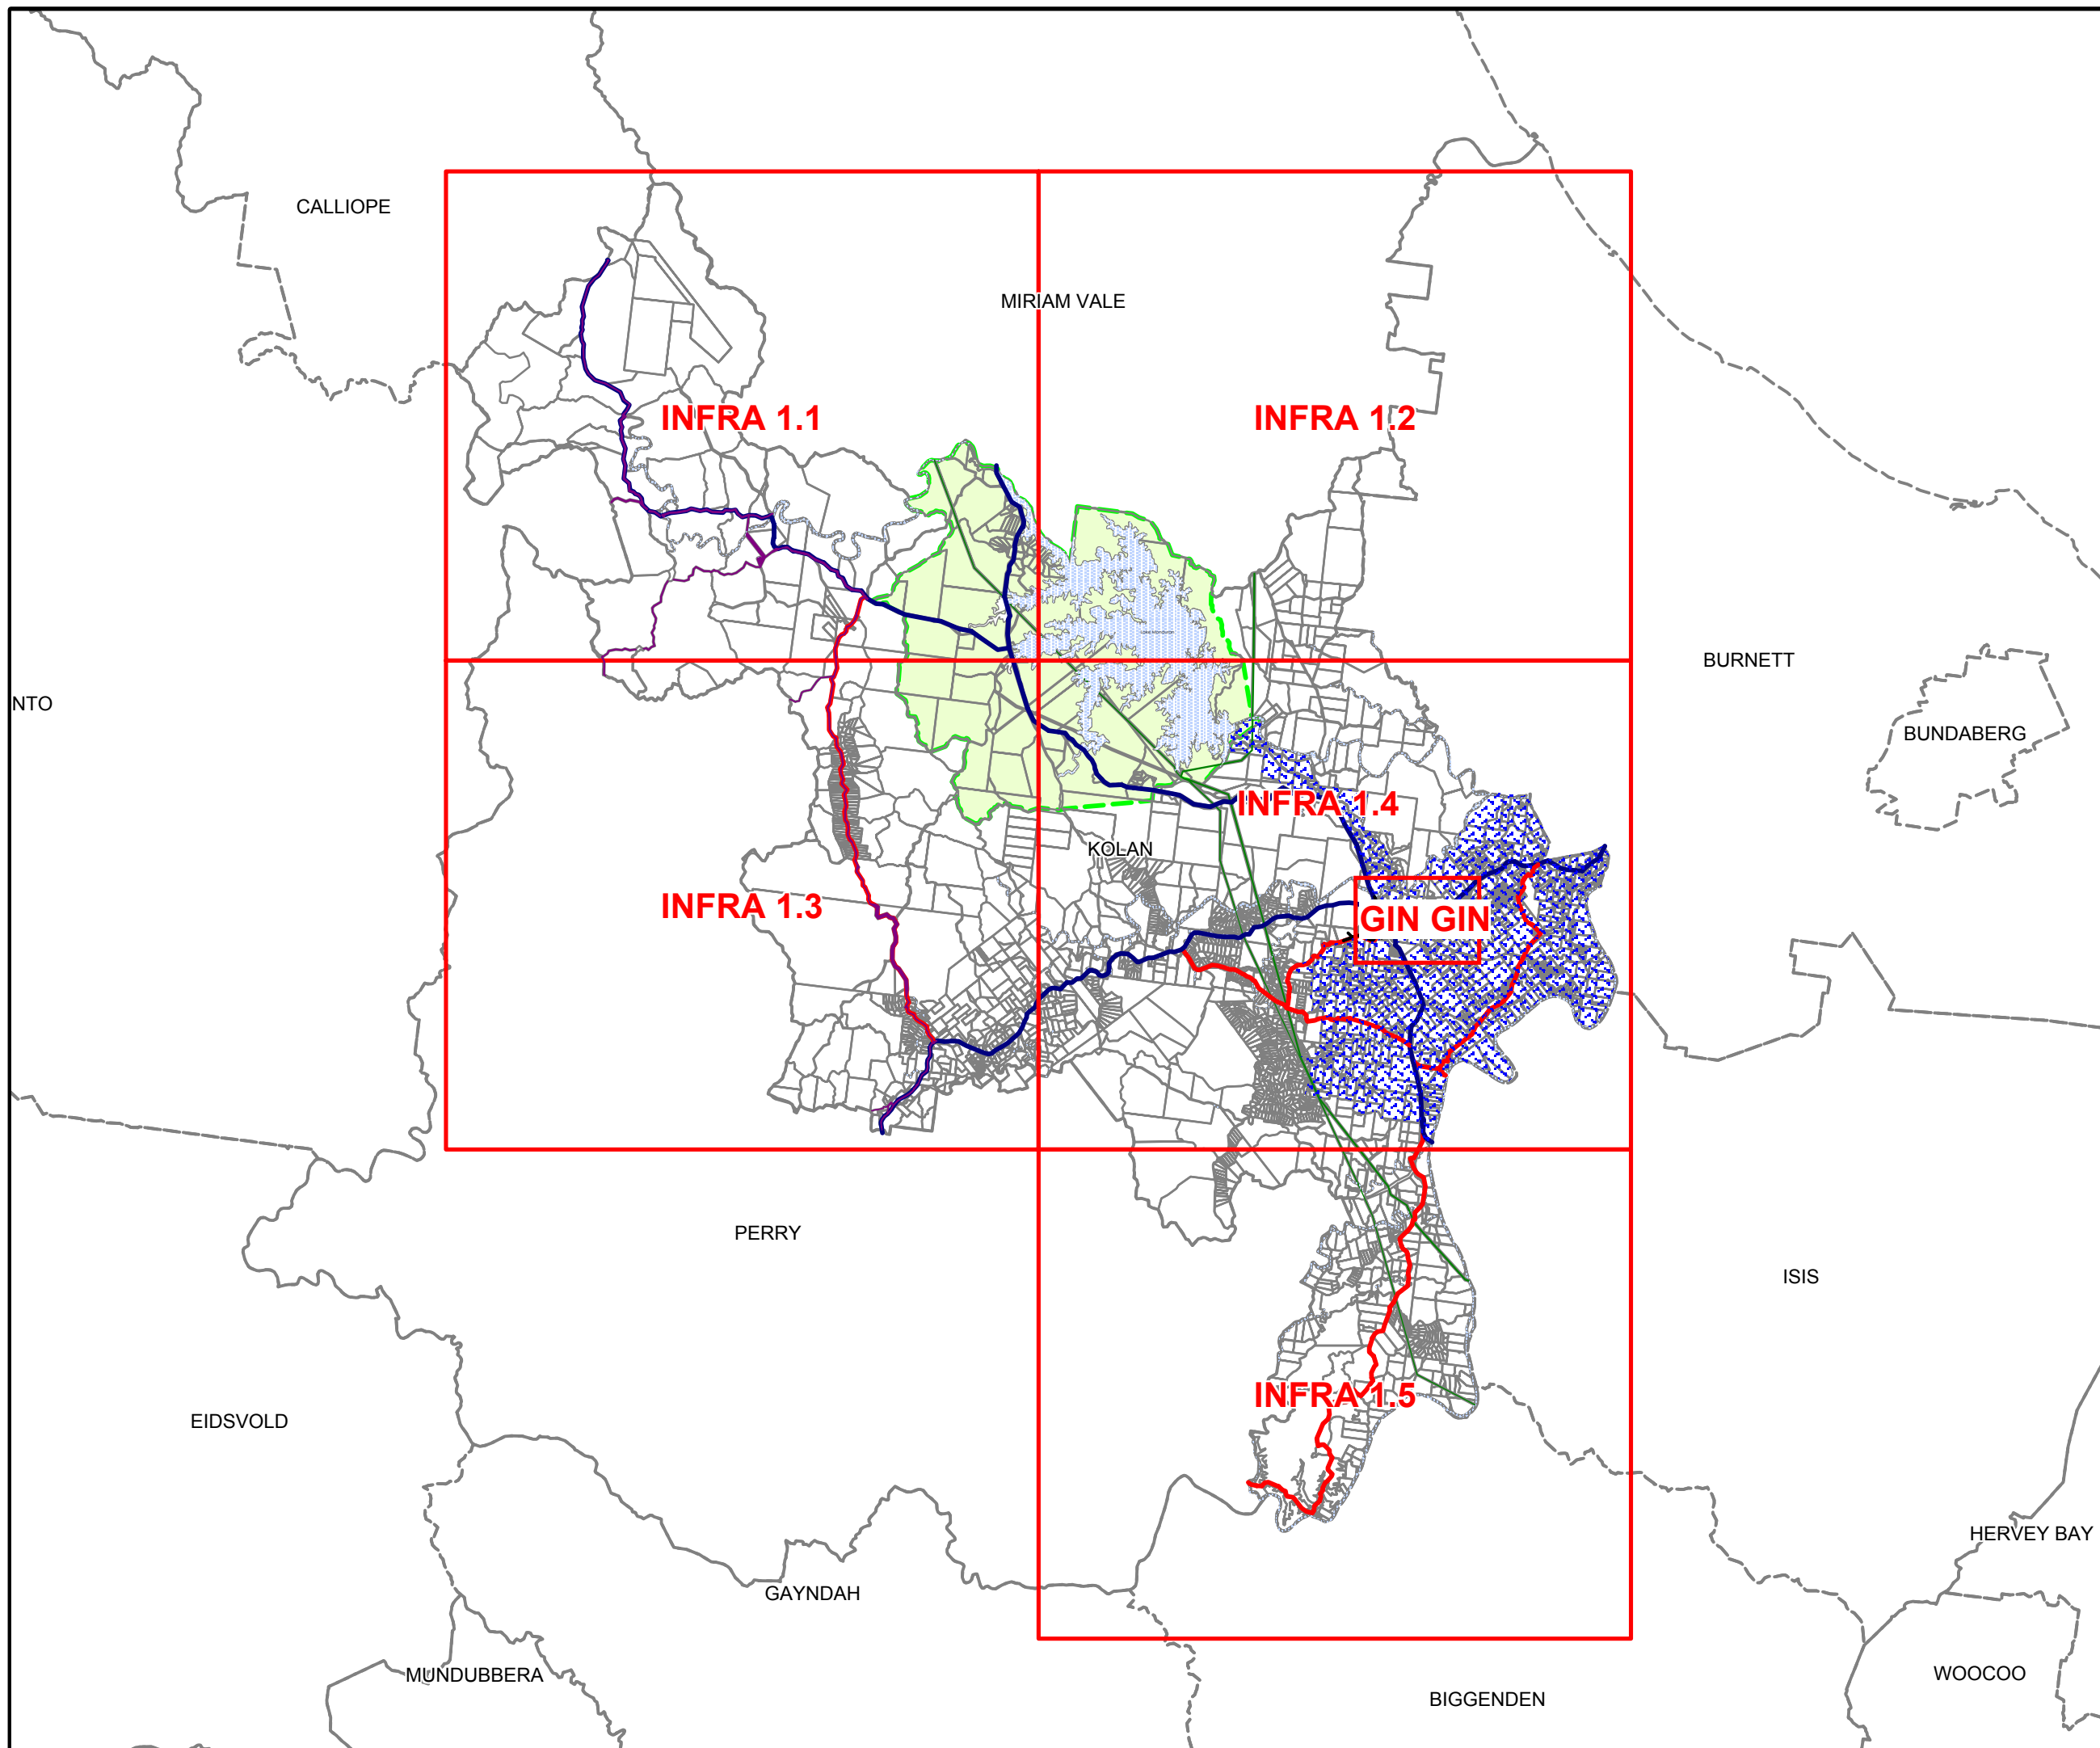 CALLIOPE
MIRIAM VALE
INFRA 1.1
INFRA 1.2
BURNETT
NTO
BUNDABERG
INFRA 1.4
KOLAN
INFRA 1.3
GIN GIN
PERRY
ISIS
INFRA 1.5
EIDSVOLD
HERVEY BAY
GAYNDAH
MUNDUBBERA
WOOCOO
BIGGENDEN